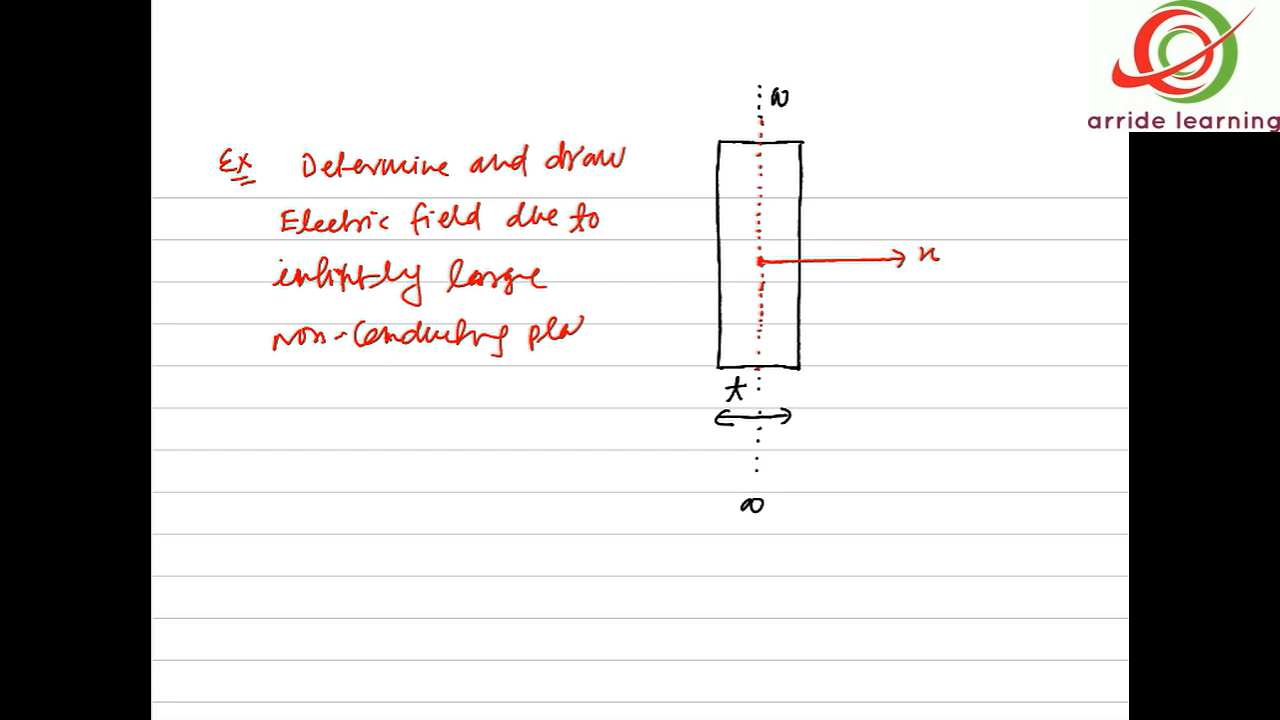 Ex Determine and draw
Electric field due to
infinitely large
non-conducting pla
∞
x
t
∞
arride learning